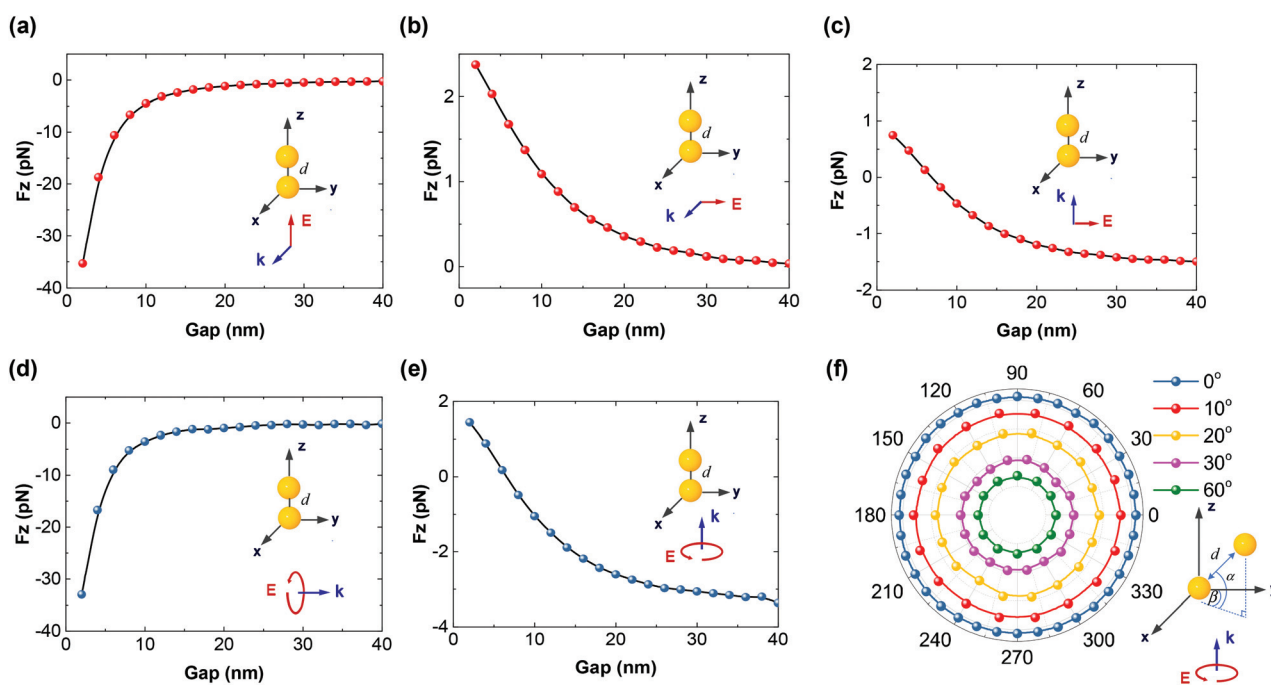 (a)
0
-10
-20
-30
-40
Fz (pN)
0 10 20 30 40
Gap (nm)
z
d
y
x
E
k
(b)
2
0
Fz (pN)
0 10 20 30 40
Gap (nm)
z
d
y
x
k E
(c)
2
1
0
-1
-2
Fz (pN)
0 10 20 30 40
Gap (nm)
z
d
y
x
k
E
(d)
0
-10
-20
-30
-40
Fz (pN)
0 10 20 30 40
Gap (nm)
z
d
y
x
E k
(e)
2
0
-2
-4
Fz (pN)
0 10 20 30 40
Gap (nm)
z
d
y
x
k
E
(f)
90
120 60
150 30
180 0
210 330
240 300
270
0°
10°
20°
30°
60°
z
d
α
β
y
x
k
E